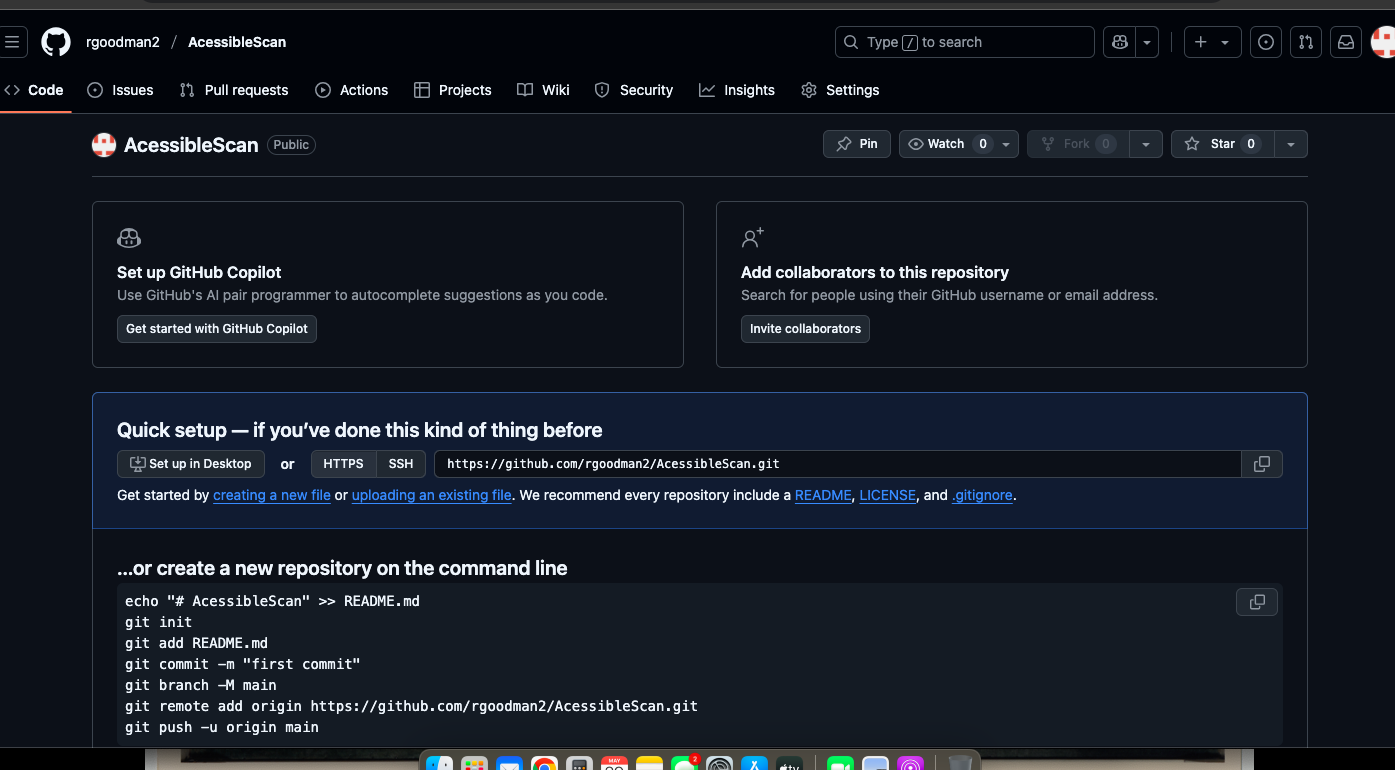 rgoodman2 / AcessibleScan
Type / to search
Code Issues Pull requests Actions Projects Wiki Security Insights Settings
AcessibleScan Public
Pin Watch 0 Fork 0 Star 0
Set up GitHub Copilot
Use GitHub's AI pair programmer to autocomplete suggestions as you code.
Get started with GitHub Copilot
Add collaborators to this repository
Search for people using their GitHub username or email address.
Invite collaborators
Quick setup — if you’ve done this kind of thing before
Set up in Desktop or HTTPS SSH https://github.com/rgoodman2/AcessibleScan.git
Get started by creating a new file or uploading an existing file. We recommend every repository include a README, LICENSE, and .gitignore.
…or create a new repository on the command line
echo "# AcessibleScan" >> README.md
git init
git add README.md
git commit -m "first commit"
git branch -M main
git remote add origin https://github.com/rgoodman2/AcessibleScan.git
git push -u origin main
MAY
2
tv